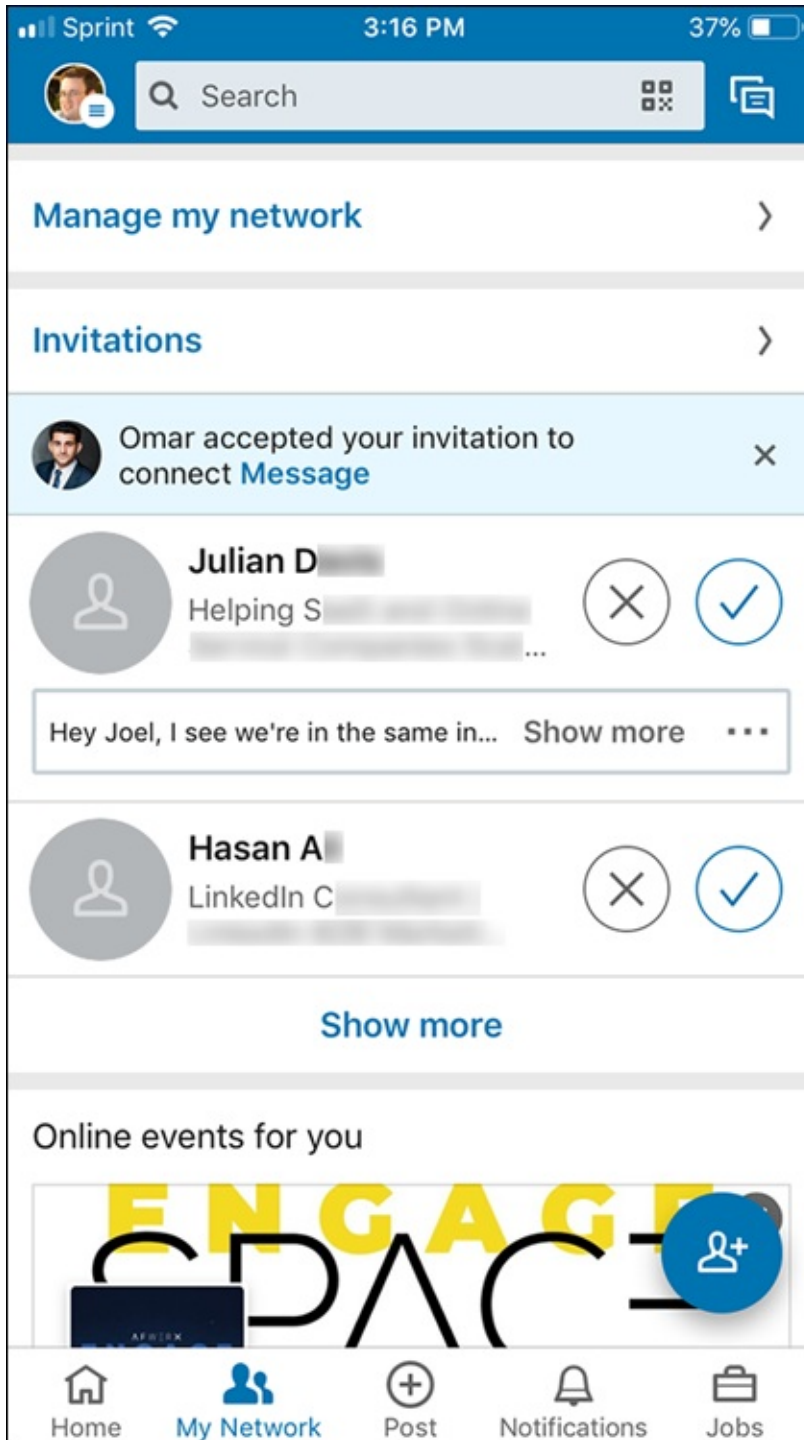 Sprint 3:16 PM 37%
Search
Manage my network
Invitations
Omar accepted your invitation to
connect Message
Julian D
Helping S
...
Hey Joel, I see we're in the same in... Show more ...
Hasan A
LinkedIn C
Show more
Online events for you
ENGAGE
SPACE
AFWERX
ENGAGE
Home My Network Post Notifications Jobs